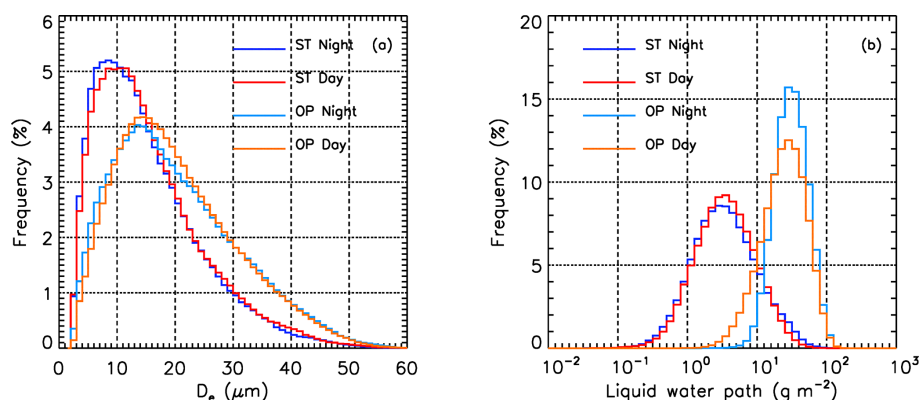 6
5
4
3
2
1
0
Frequency (%)
ST Night
ST Day
OP Night
OP Day
(a)
0 10 20 30 40 50 60
Dₑ (μm)
20
15
10
5
0
Frequency (%)
ST Night
ST Day
OP Night
OP Day
(b)
10⁻² 10⁻¹ 10⁰ 10¹ 10² 10³
Liquid water path (g m⁻²)